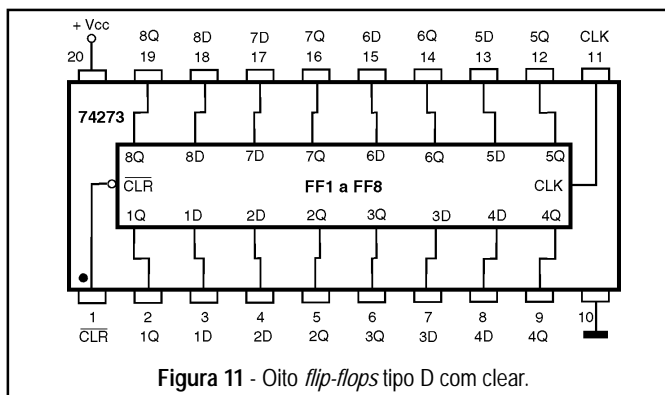 + Vcc 8Q 8D 7D 7Q 6D 6Q 5D 5Q CLK
20 19 18 17 16 15 14 13 12 11
74273
8Q 8D 7D 7Q 6D 6Q 5D 5Q
CLR FF1 a FF8 CLK
1Q 1D 2D 2Q 3Q 3D 4D 4Q
1 2 3 4 5 6 7 8 9 10
CLR 1Q 1D 2D 2Q 3Q 3D 4D 4Q
Figura 11 - Oito flip-flops tipo D com clear.